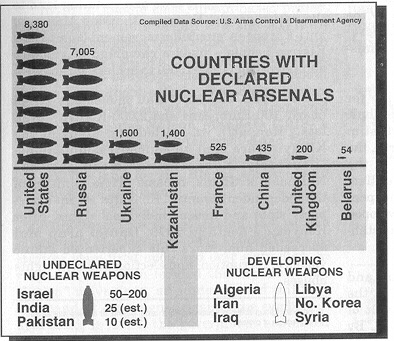 Compiled Data Source: U.S. Arms Control & Disarmament Agency
COUNTRIES WITH
DECLARED
NUCLEAR ARSENALS
8,380
7,005
1,600
1,400
525
435
200
54
United
States
Russia
Ukraine
Kazakhstan
France
China
United
Kingdom
Belarus
UNDECLARED
NUCLEAR WEAPONS
Israel 50–200
India 25 (est.)
Pakistan 10 (est.)
DEVELOPING
NUCLEAR WEAPONS
Algeria Libya
Iran No. Korea
Iraq Syria